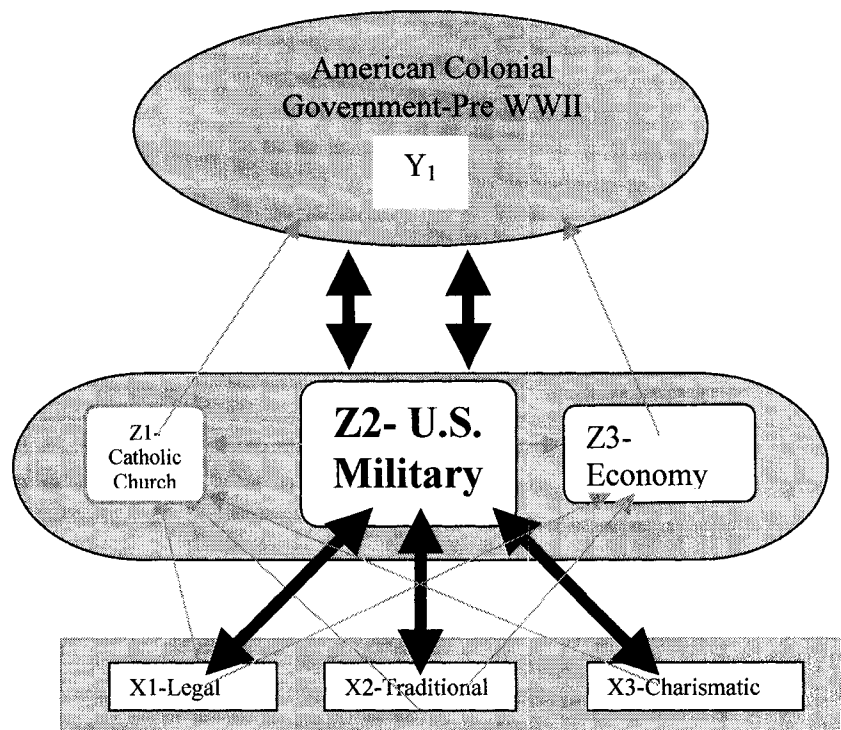 American Colonial
Government-Pre WWII
Y₁
Z1-
Catholic
Church
Z2- U.S.
Military
Z3-
Economy
X1-Legal
X2-Traditional
X3-Charismatic